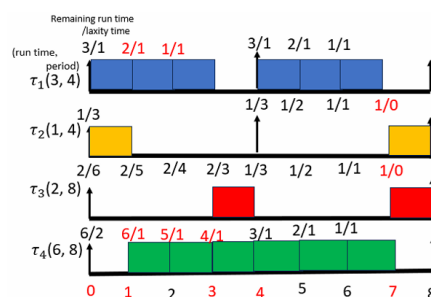 Remaining run time
/laxity time
3/1 2/1 1/1 3/1 2/1 1/1
(run time,
period)
τ1(3, 4)
1/3 1/3 1/2 1/1 1/0
τ2(1, 4)
2/6 2/5 2/4 2/3 1/3 1/2 1/1 1/0
τ3(2, 8)
6/2 6/1 5/1 4/1 3/1 2/1 1/1
τ4(6, 8)
0 1 2 3 4 5 6 7 8